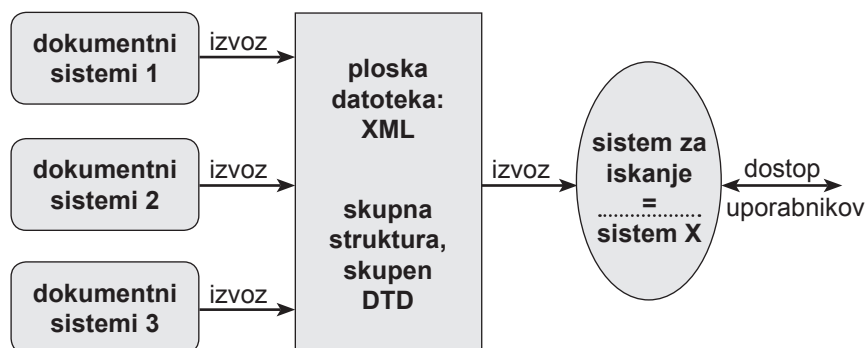 dokumentni
sistemi 1
izvoz
dokumentni
sistemi 2
izvoz
dokumentni
sistemi 3
izvoz
ploska
datoteka:
XML
skupna
struktura,
skupen
DTD
izvoz
sistem za
iskanje
=
sistem X
dostop
uporabnikov